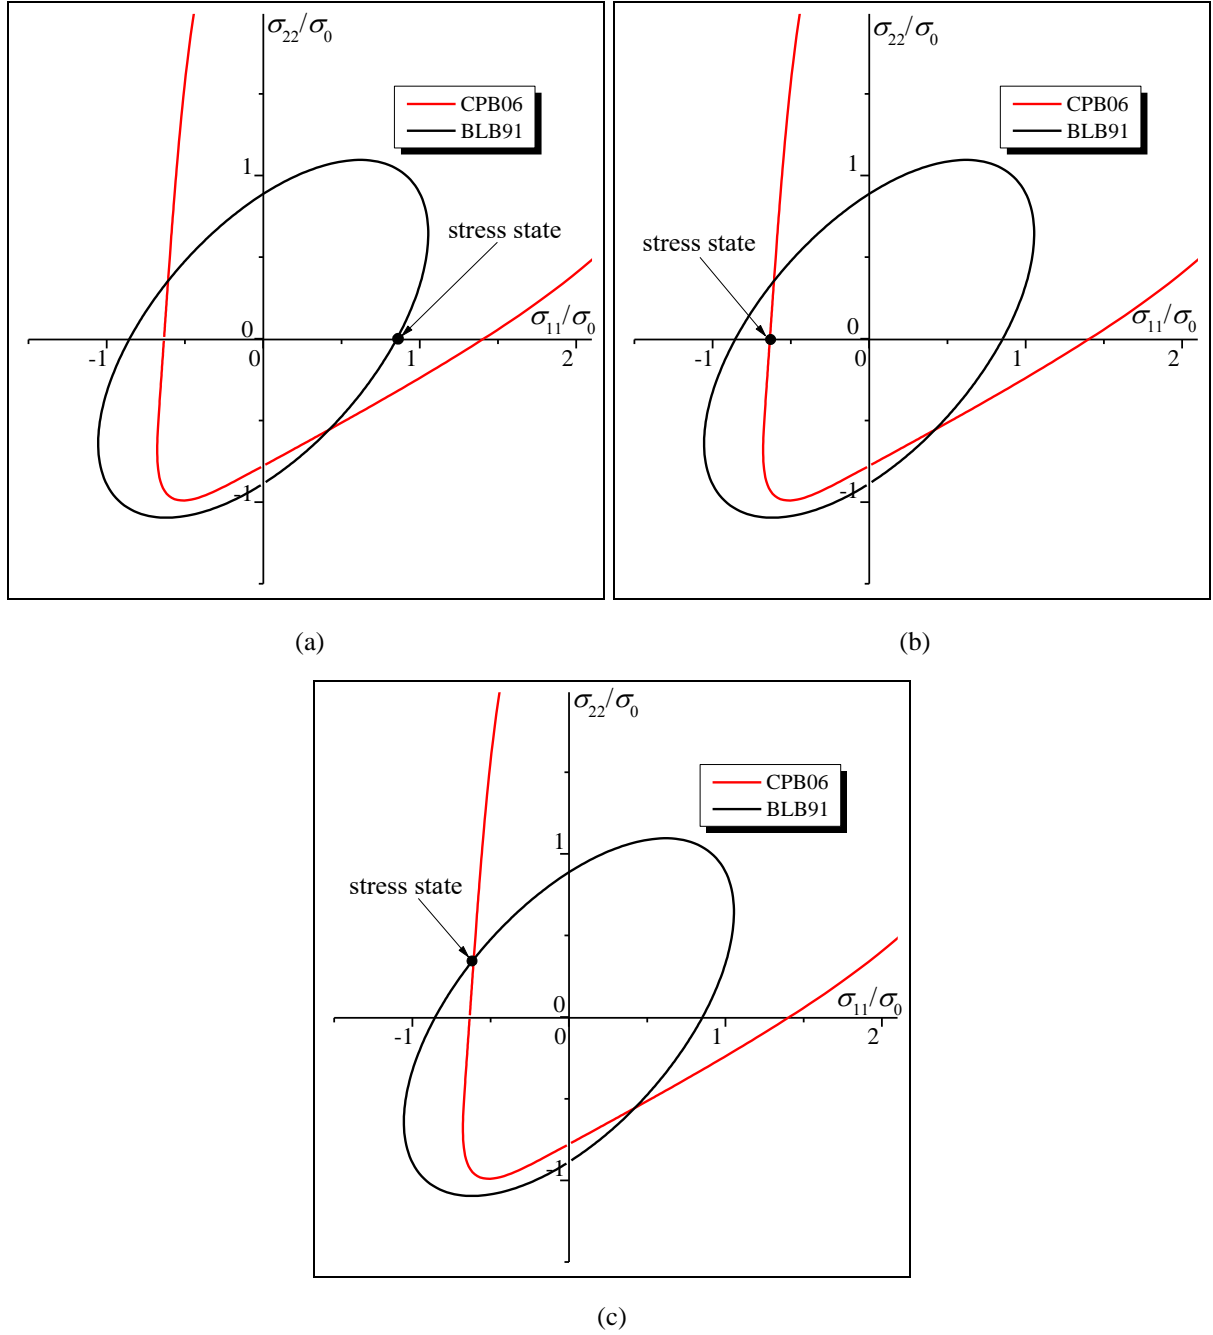 σ22/σ0
CPB06
BLB91
1
stress state
0
σ11/σ0
-1
0
1
2
-1
(a)
σ22/σ0
CPB06
BLB91
1
stress state
0
σ11/σ0
-1
0
1
2
-1
(b)
σ22/σ0
CPB06
BLB91
1
stress state
0
σ11/σ0
-1
0
1
2
-1
(c)